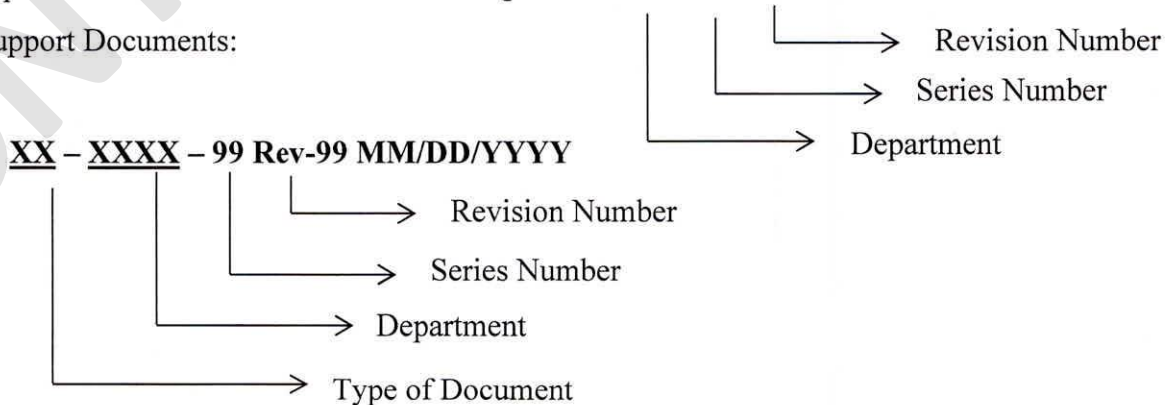 Revision Number
upport Documents:
Series Number
Department
XX – XXXX – 99 Rev-99 MM/DD/YYYY
Revision Number
Series Number
Department
Type of Document